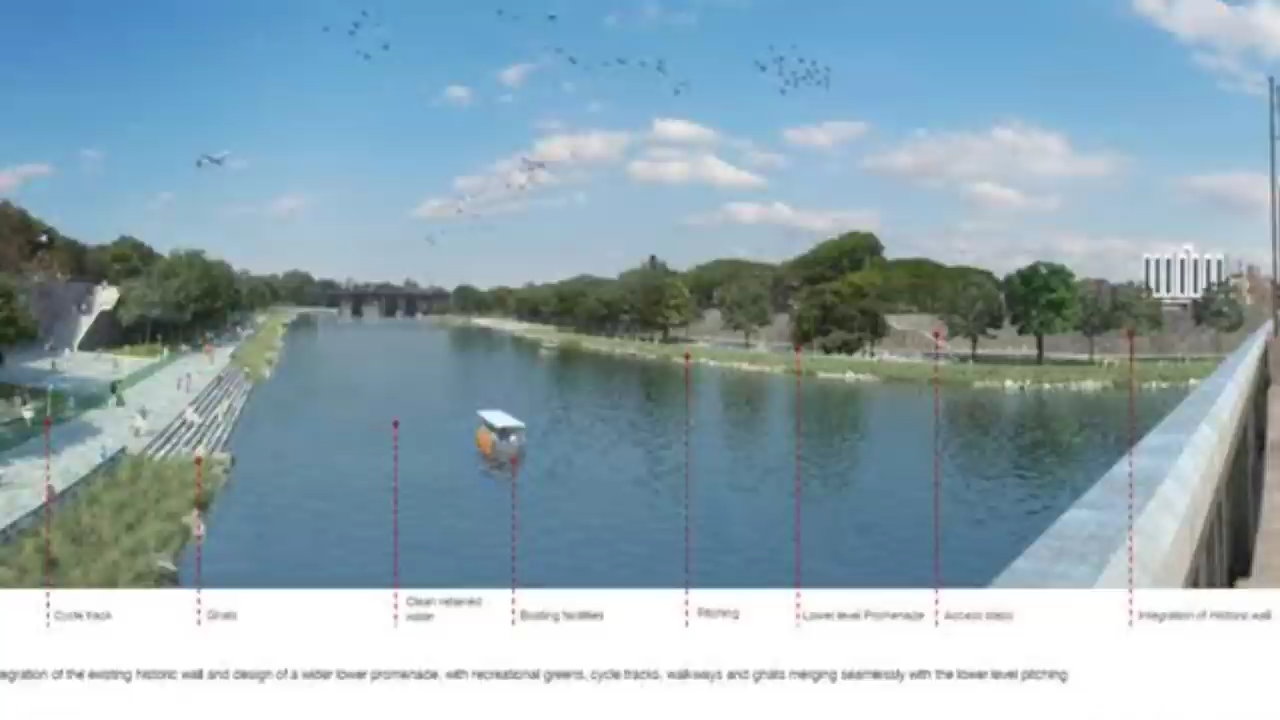 Cycle track
Ghats
Clean retained
water
Boating facilities
Pitching
Lower level Promenade
Access steps
Integration of historic wall
egration of the existing historic wall and design of a wider lower promenade, with recreational greens, cycle tracks, walkways and ghats merging seamlessly with the lower level pitching